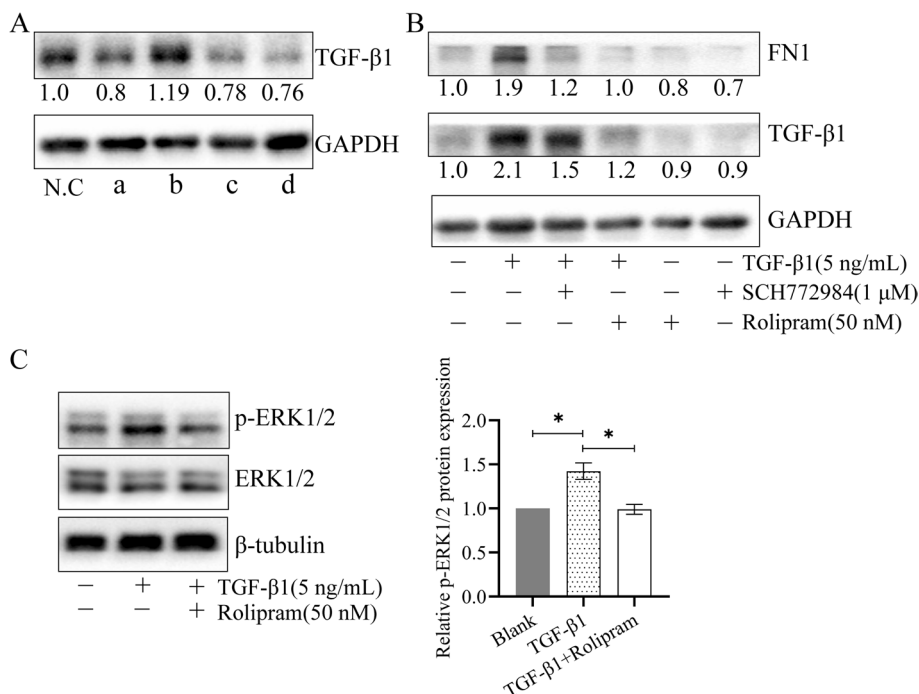 A
TGF-β1
1.0 0.8 1.19 0.78 0.76
GAPDH
N.C a b c d
B
FN1
1.0 1.9 1.2 1.0 0.8 0.7
TGF-β1
1.0 2.1 1.5 1.2 0.9 0.9
GAPDH
− + + + − − TGF-β1(5 ng/mL)
− − + − − + SCH772984(1 μM)
− − − + + − Rolipram(50 nM)
C
p-ERK1/2
ERK1/2
β-tubulin
− + + TGF-β1(5 ng/mL)
− − + Rolipram(50 nM)
Relative p-ERK1/2 protein expression
2.0
1.5
1.0
0.5
0.0
* *
Blank
TGF-β1
TGF-β1+Rolipram